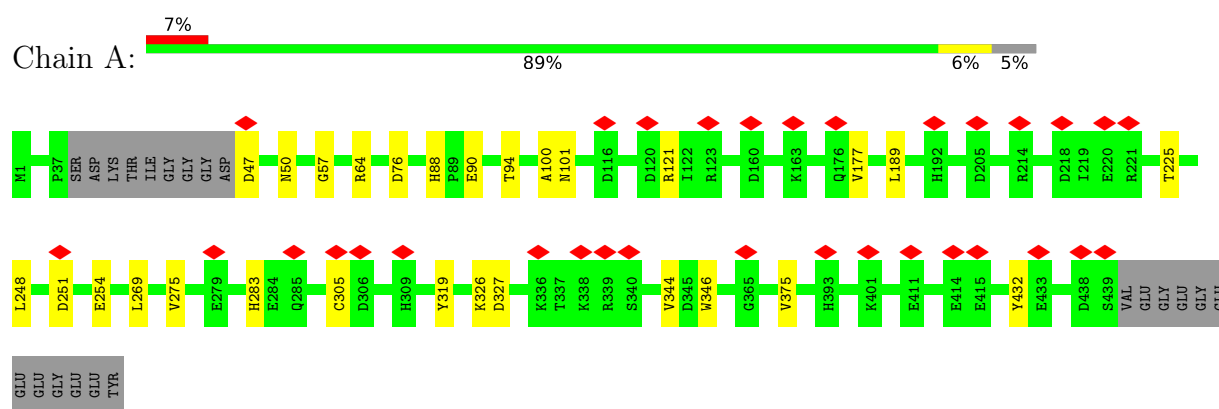 7%
Chain A:
89% 6% 5%
M1 P37 SER ASP LYS THR ILE GLY GLY GLY ASP D47 N50 G57 R64 D76 H88 P89 E90 T94 A100 N101 D116 D120 R121 I122 R123 D160 K163 Q176 V177 L189 H192 D205 R214 D218 I219 E220 R221 T225
L248 D251 E254 L269 V275 E279 H283 E284 Q285 C305 D306 H309 Y319 K326 D327 K336 T337 K338 R339 S340 V344 D345 W346 G365 V375 H393 K401 E411 E414 E415 Y432 E433 D438 S439 VAL GLU GLY GLU GLY GLU
GLU GLU GLY GLU GLU TYR